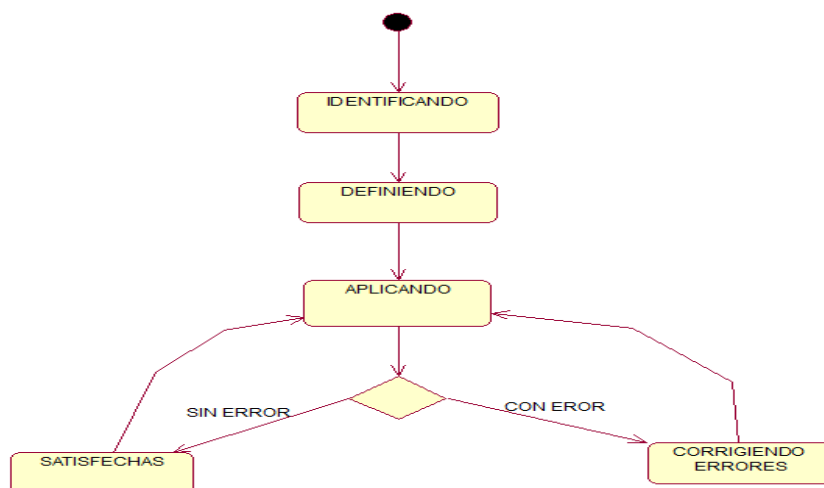 IDENTIFICANDO
DEFINIENDO
APLICANDO
SIN ERROR
CON EROR
SATISFECHAS
CORRIGIENDO
ERRORES